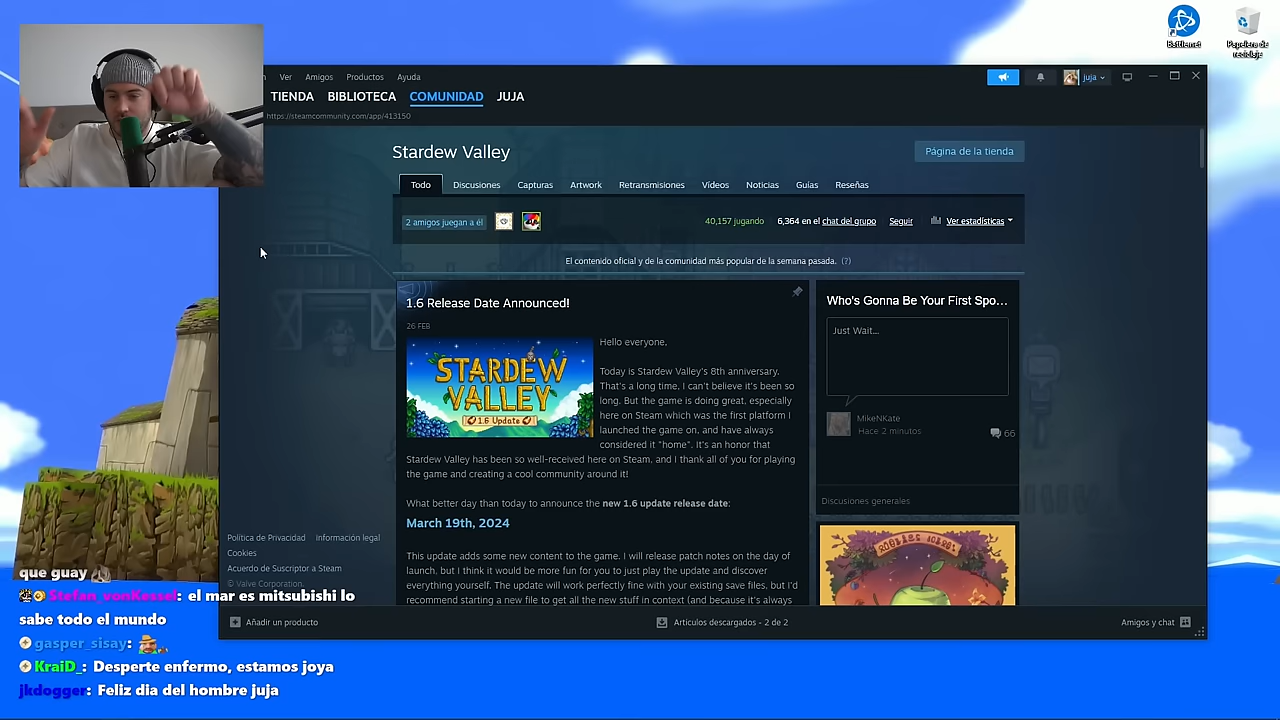 Battle.net
Papelera de
reciclaje
Ver Amigos Productos Ayuda
juja
TIENDA BIBLIOTECA COMUNIDAD JUJA
https://steamcommunity.com/app/413150
Stardew Valley
Página de la tienda
Todo Discusiones Capturas Artwork Retransmisiones Vídeos Noticias Guías Reseñas
2 amigos juegan a él
40,157 jugando 6,364 en el chat del grupo Seguir Ver estadísticas
El contenido oficial y de la comunidad más popular de la semana pasada. (?)
1.6 Release Date Announced!
26 FEB
STARDEW
VALLEY
1.6 Update
Hello everyone,
Today is Stardew Valley's 8th anniversary.
That's a long time, I can't believe it's been so
long. But the game is doing great, especially
here on Steam which was the first platform I
launched the game on, and have always
considered it "home". It's an honor that
Stardew Valley has been so well-received here on Steam, and I thank all of you for playing
the game and creating a cool community around it!
What better day than today to announce the new 1.6 update release date:
March 19th, 2024
This update adds some new content to the game. I will release patch notes on the day of
launch, but I think it would be more fun for you to just play the update and discover
everything yourself. The update will work perfectly fine with your existing save files, but I'd
recommend starting a new file to get all the new stuff in context (and because it's always
Who's Gonna Be Your First Spo...
Just Wait...
MikeNKate
Hace 2 minutos
66
Discusiones generales
Política de Privacidad Información legal
Cookies
Acuerdo de Suscriptor a Steam
© Valve Corporation.
Añadir un producto
Artículos descargados - 2 de 2
Amigos y chat
que guay
Stefan_vonKessel: el mar es mitsubishi lo
sabe todo el mundo
gasper_sisay:
KraiD_: Desperte enfermo, estamos joya
jkdogger: Feliz dia del hombre juja